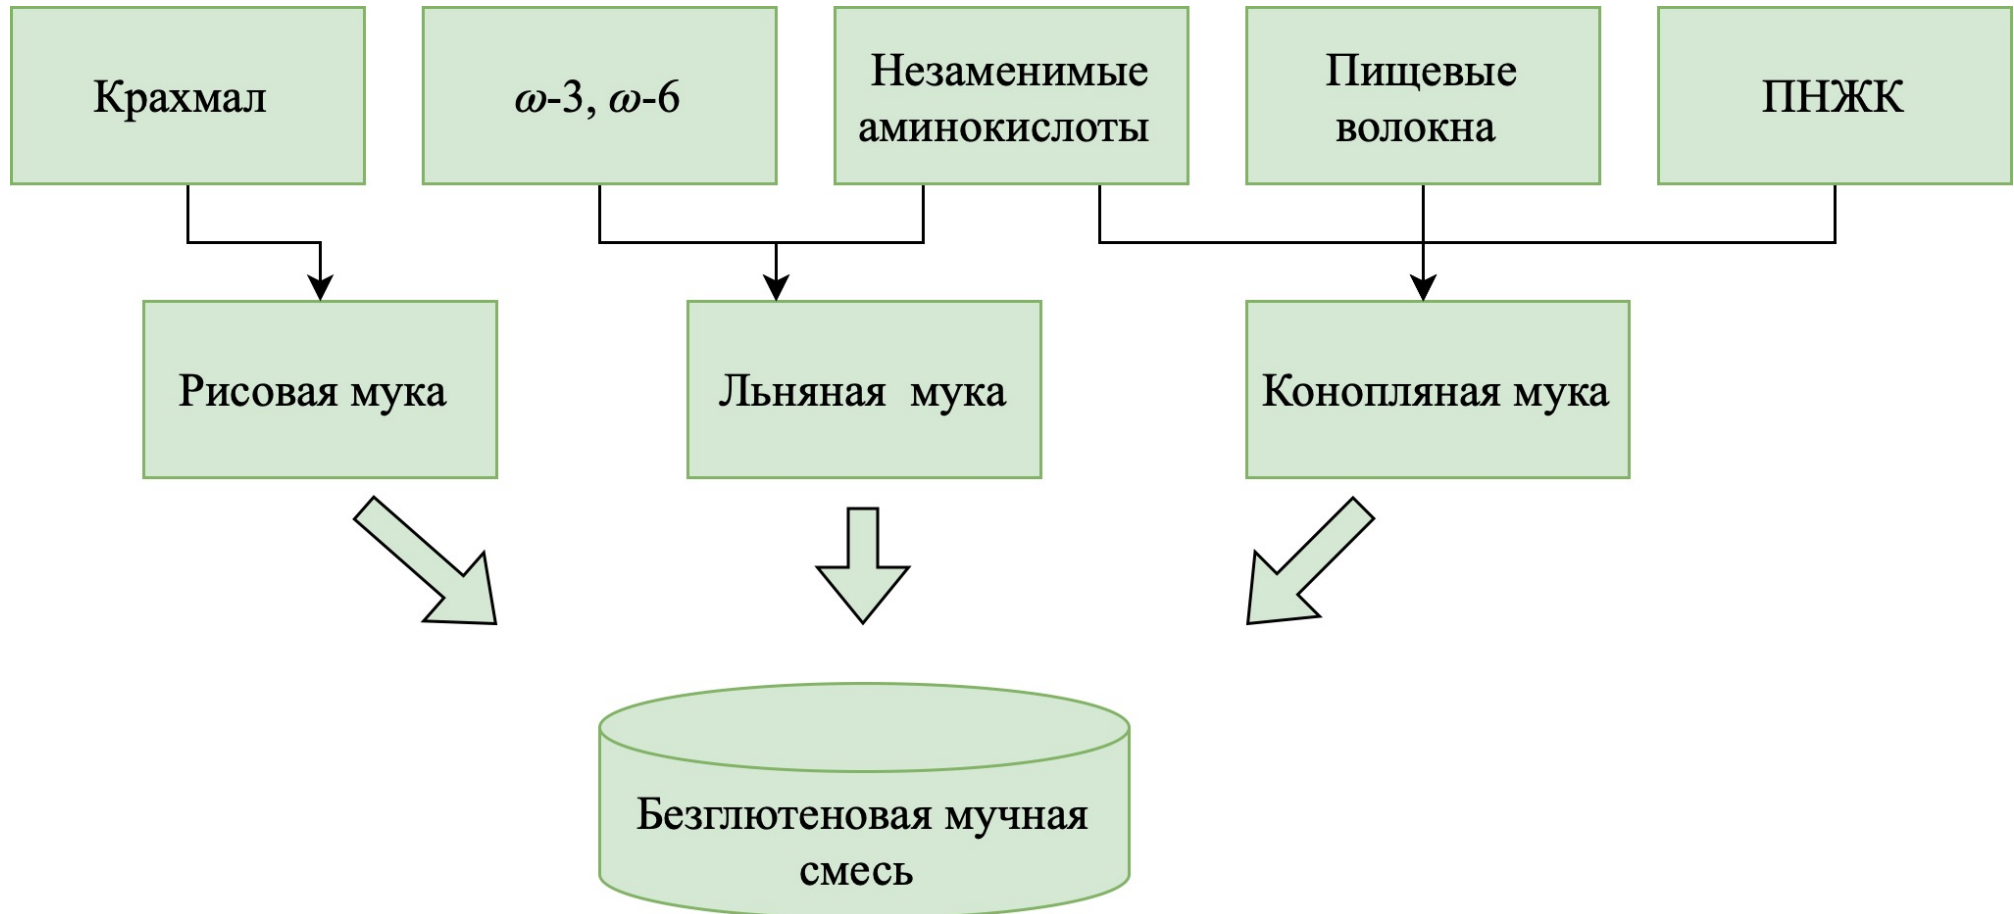 Крахмал
ω-3, ω-6
Незаменимые
аминокислоты
Пищевые
волокна
ПНЖК
Рисовая мука
Льняная мука
Конопляная мука
Безглютеновая мучная
смесь